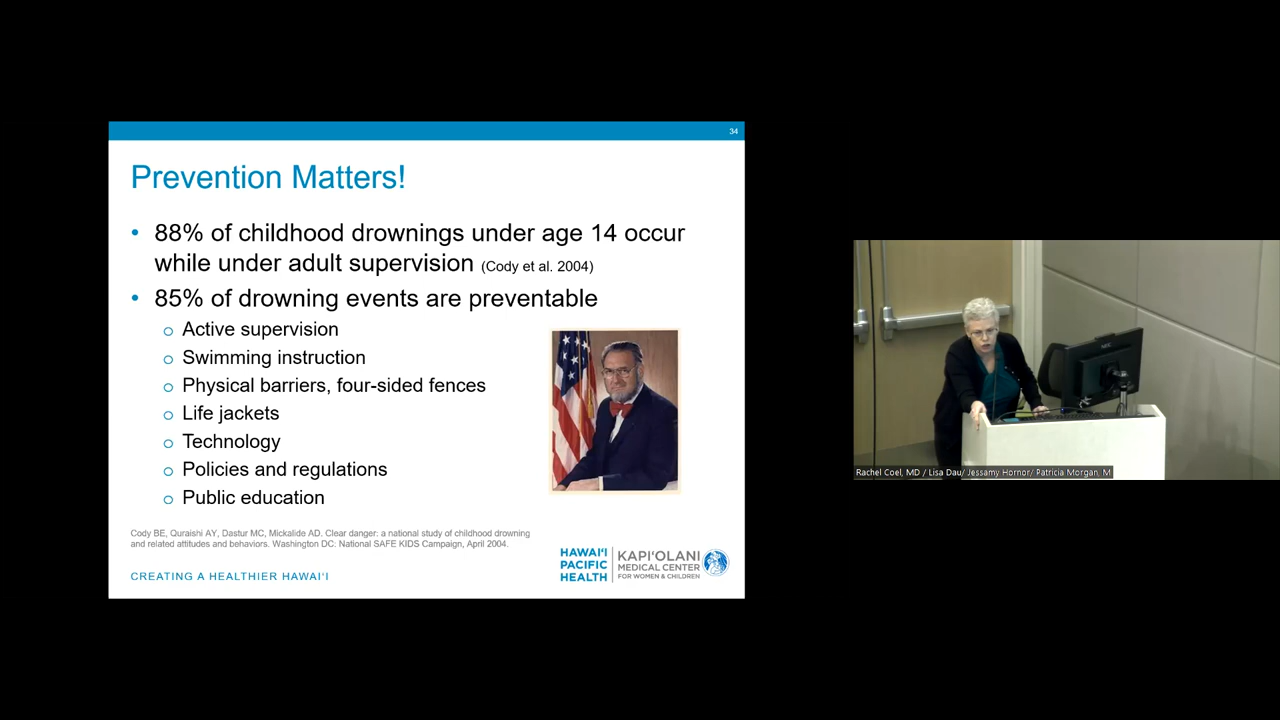 34
Prevention Matters!
• 88% of childhood drownings under age 14 occur
while under adult supervision (Cody et al. 2004)
• 85% of drowning events are preventable
o Active supervision
o Swimming instruction
o Physical barriers, four-sided fences
o Life jackets
o Technology
o Policies and regulations
o Public education
Cody BE, Quraishi AY, Dastur MC, Mickalide AD. Clear danger: a national study of childhood drowning
and related attitudes and behaviors. Washington DC: National SAFE KIDS Campaign, April 2004.
CREATING A HEALTHIER HAWAIʻI
HAWAIʻI
PACIFIC
HEALTH
KAPIʻOLANI
MEDICAL CENTER
FOR WOMEN & CHILDREN
NEC
Rachel Coel, MD / Lisa Dau/ Jessamy Hornor/ Patricia Morgan, M